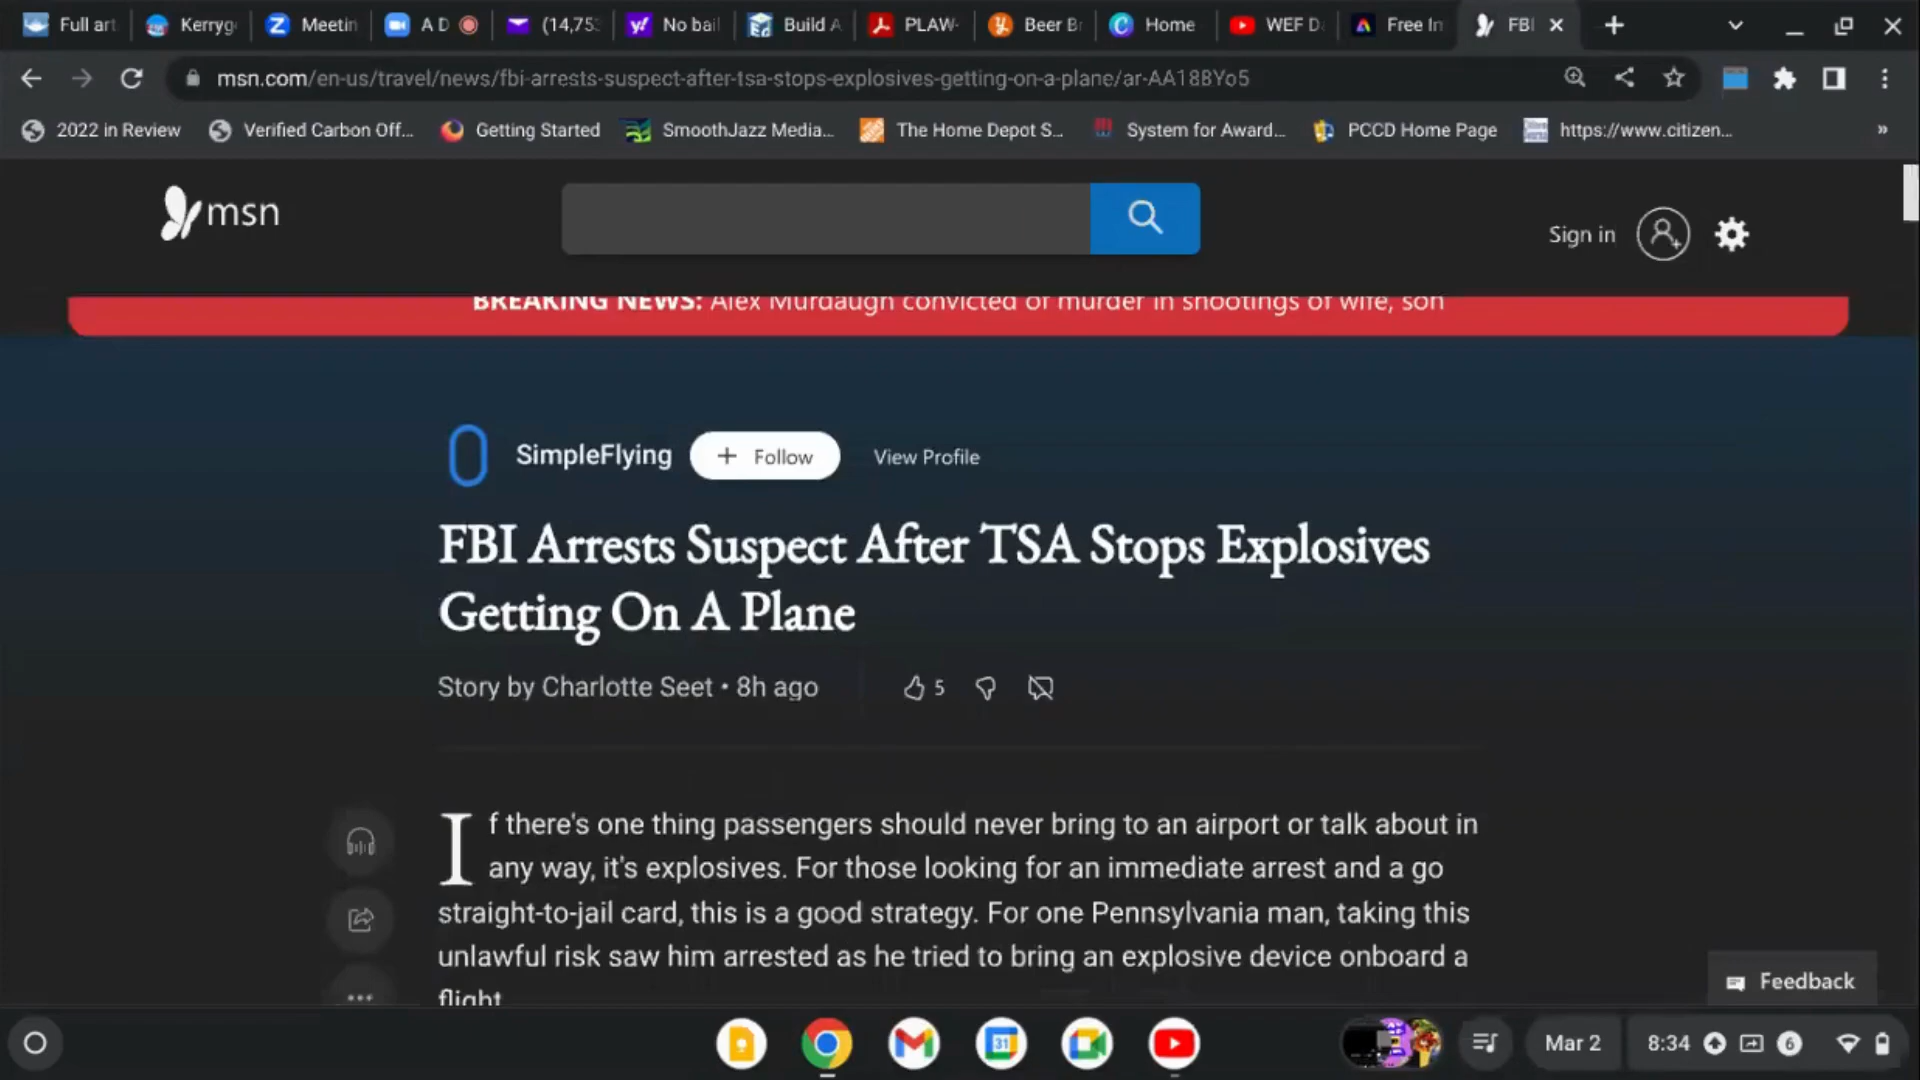 Full art
Kerryg
Meetin
A D
(14,753
No bail
Build A
PLAW-
Beer Br
Home
WEF D
Free In
FBI
msn.com/en-us/travel/news/fbi-arrests-suspect-after-tsa-stops-explosives-getting-on-a-plane/ar-AA18BYo5
2022 in Review
Verified Carbon Off...
Getting Started
SmoothJazz Media...
The Home Depot S...
System for Award...
PCCD Home Page
https://www.citizen...
»
msn
Sign in
BREAKING NEWS: Alex Murdaugh convicted of murder in shootings of wife, son
SimpleFlying
+ Follow
View Profile
FBI Arrests Suspect After TSA Stops Explosives
Getting On A Plane
Story by Charlotte Seet • 8h ago
5
If there's one thing passengers should never bring to an airport or talk about in
any way, it's explosives. For those looking for an immediate arrest and a go
straight-to-jail card, this is a good strategy. For one Pennsylvania man, taking this
unlawful risk saw him arrested as he tried to bring an explosive device onboard a
flight
Feedback
31
Mar 2
8:34
6